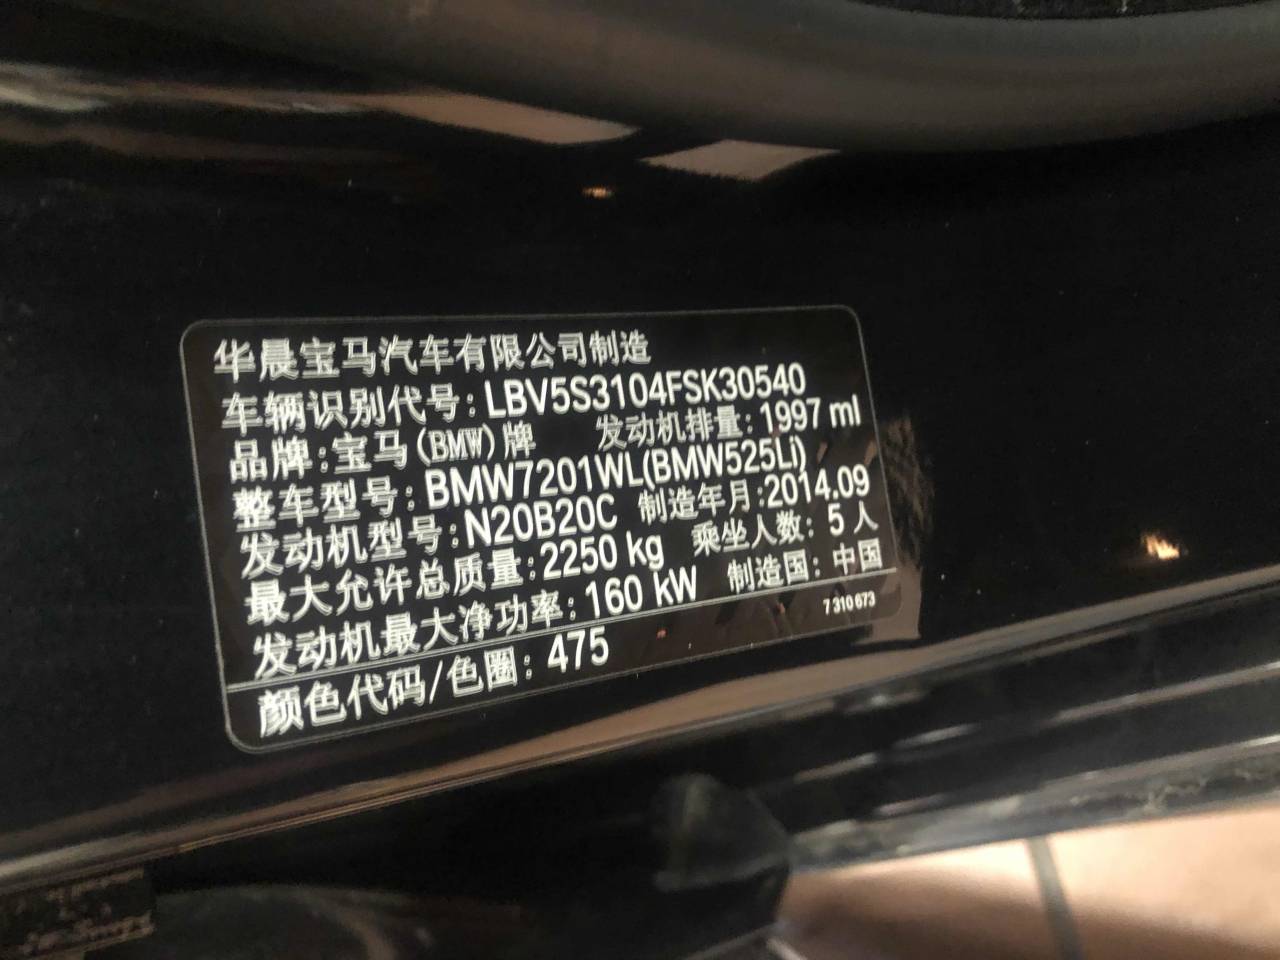 华晨宝马汽车有限公司制造
车辆识别代号: LBV5S3104FSK30540
品牌: 宝马(BMW)牌 发动机排量: 1997 ml
整车型号: BMW7201WL(BMW525Li)
发动机型号: N20B20C 制造年月: 2014.09
最大允许总质量: 2250 kg 乘坐人数: 5 人
发动机最大净功率: 160 kW 制造国: 中国
颜色代码/色圈: 475 7 310 673